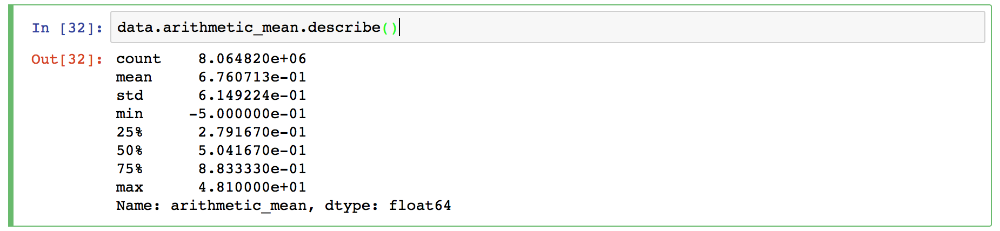 In [32]: data.arithmetic_mean.describe()
Out[32]: count    8.064820e+06
mean     6.760713e-01
std      6.149224e-01
min     -5.000000e-01
25%      2.791670e-01
50%      5.041670e-01
75%      8.833330e-01
max      4.810000e+01
Name: arithmetic_mean, dtype: float64